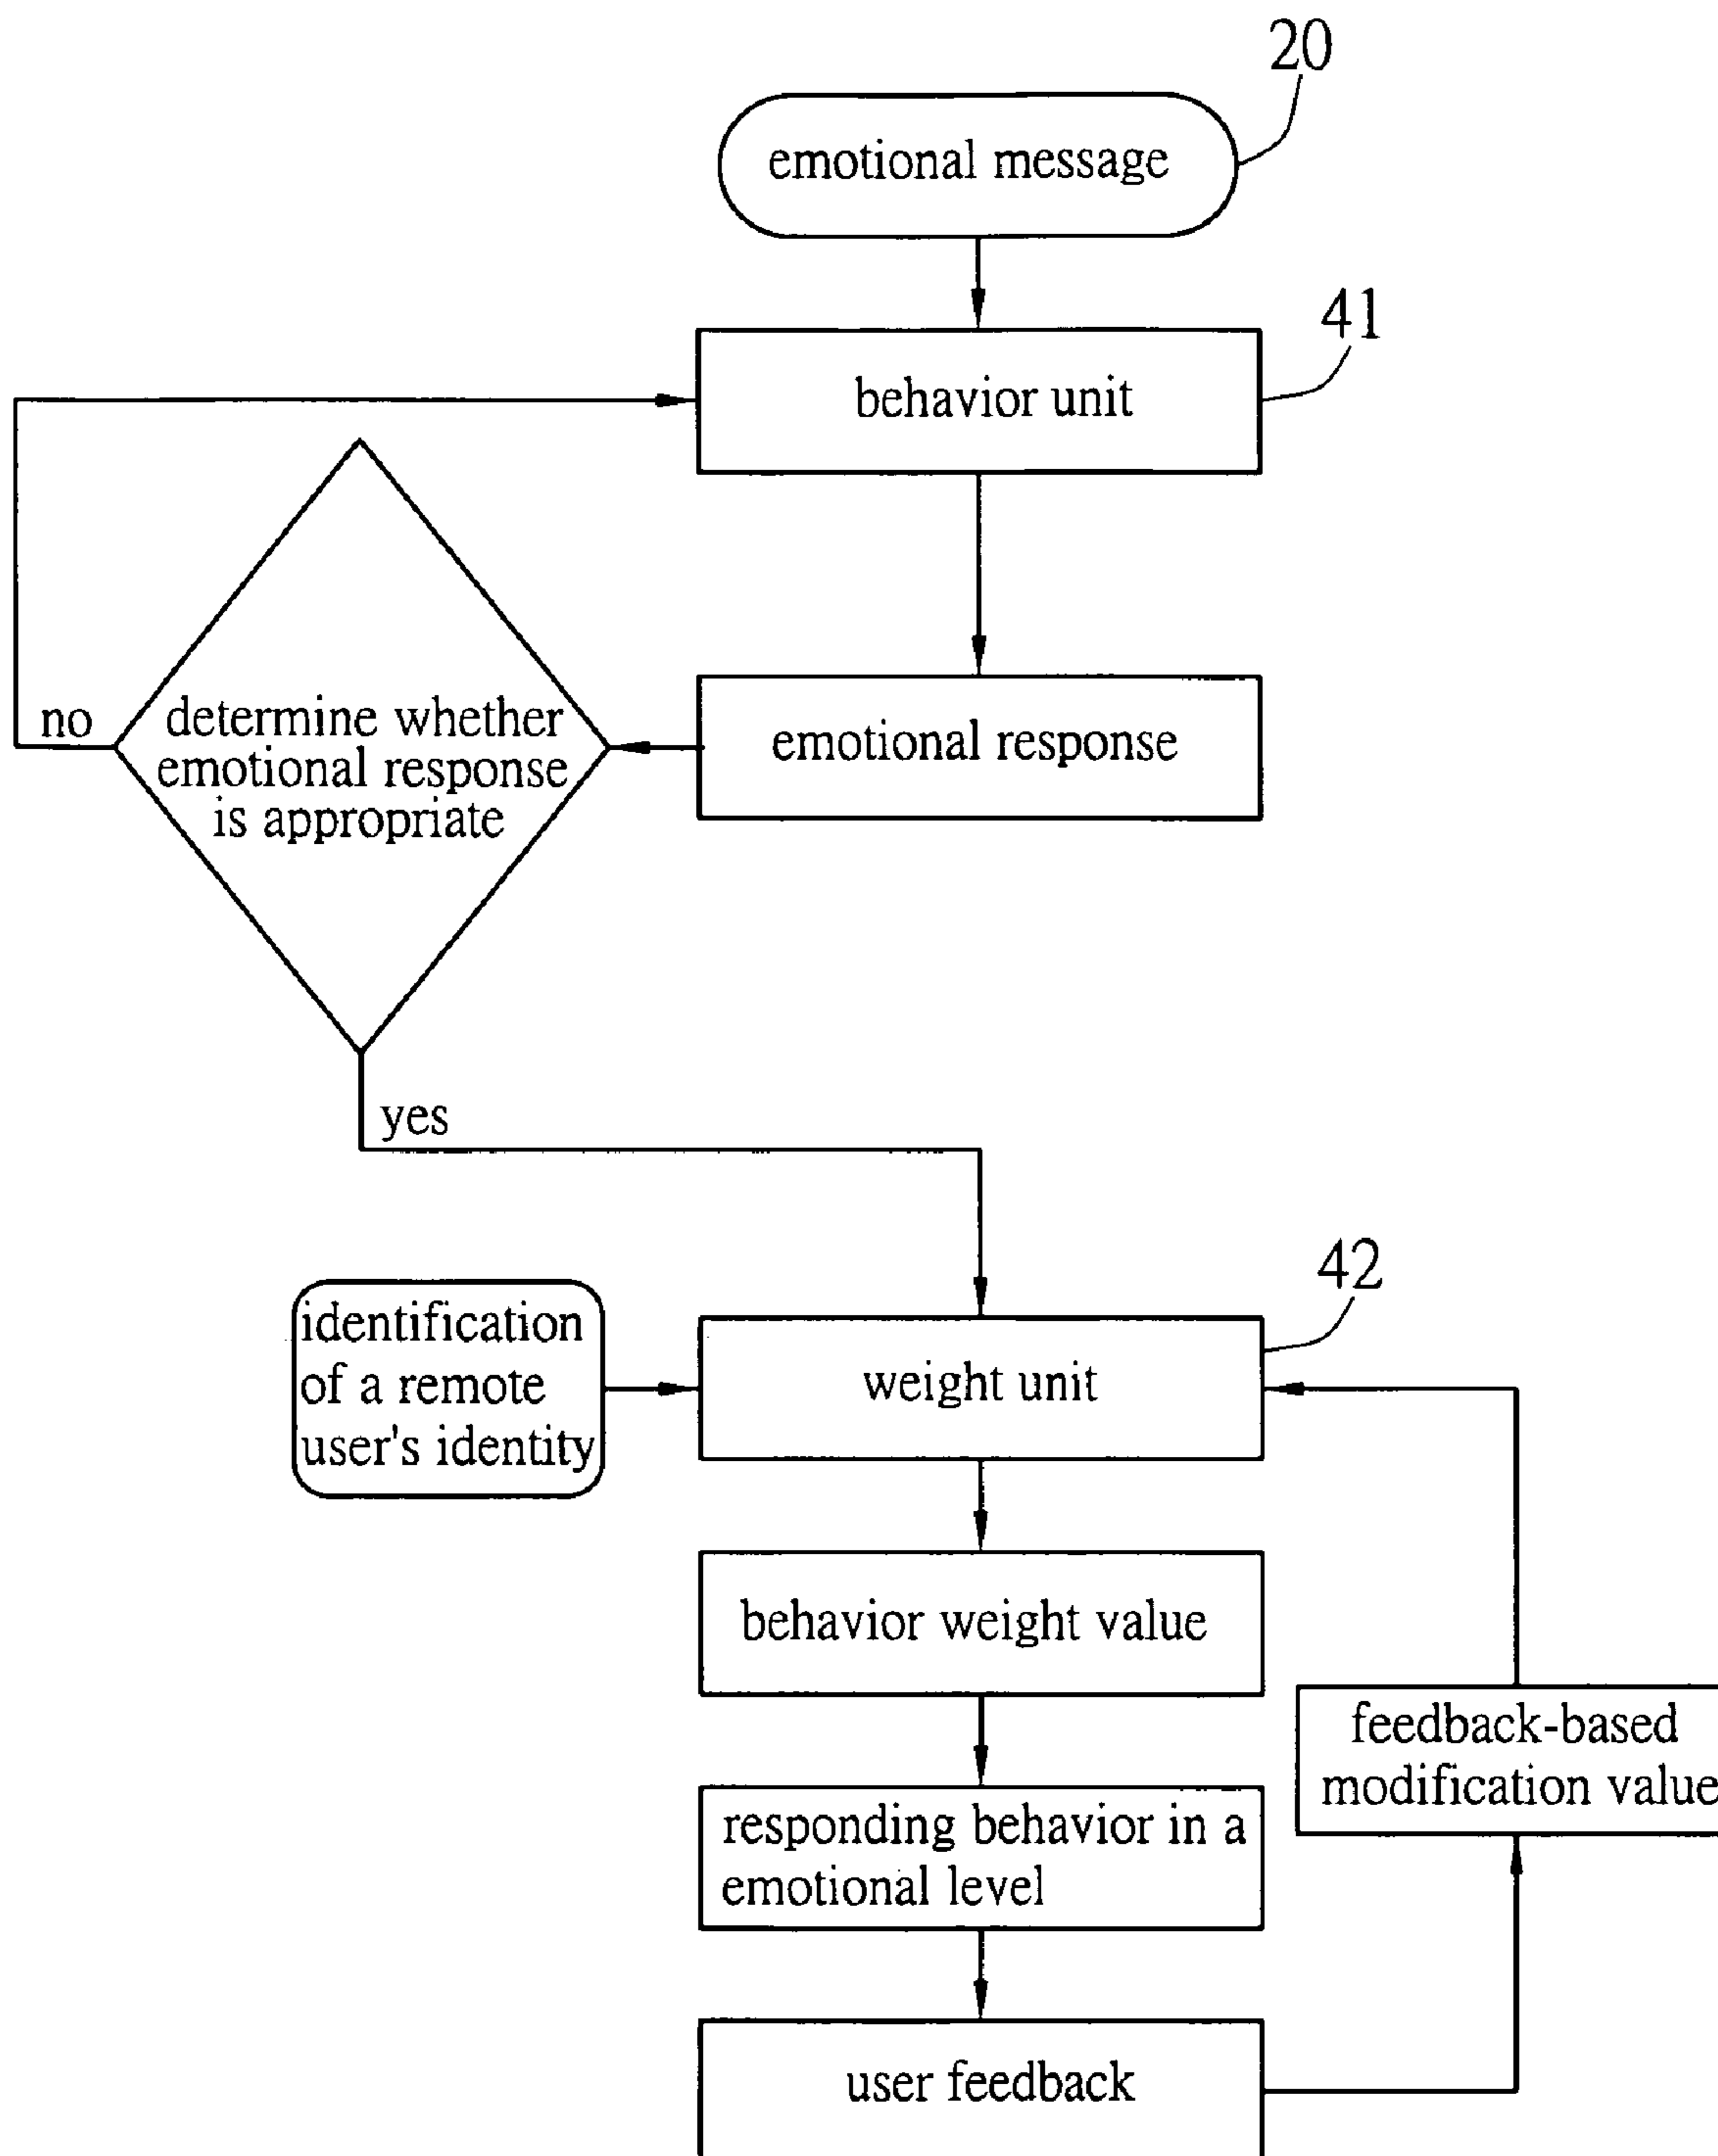 20
emotional message
41
behavior unit
no
determine whether
emotional response
is appropriate
emotional response
yes
42
identification
of a remote
user's identity
weight unit
behavior weight value
feedback-based
modification value
responding behavior in a
emotional level
user feedback